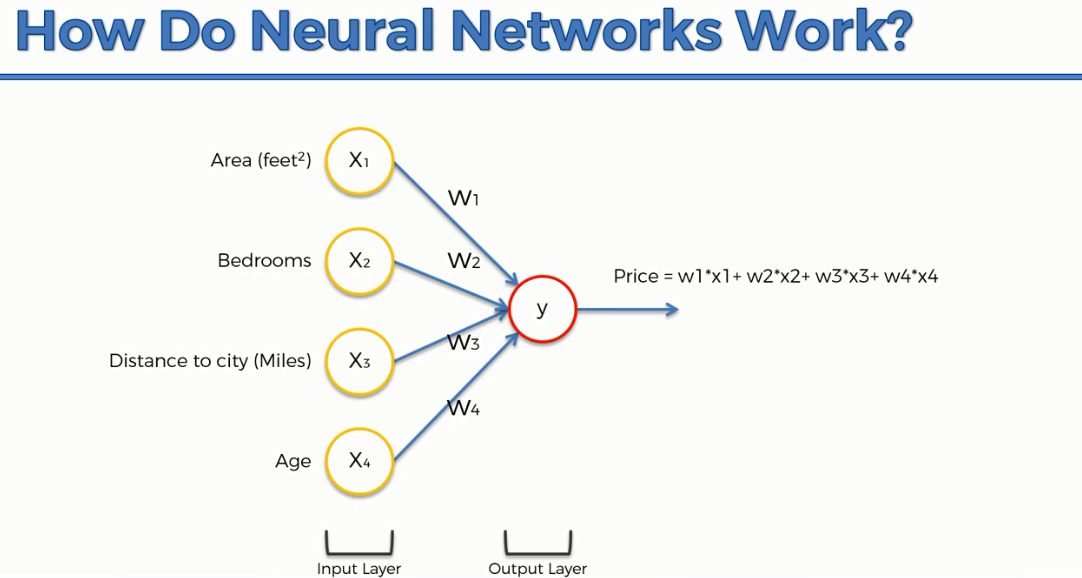 How Do Neural Networks Work?
Area (feet²)
X₁
W₁
Bedrooms
X₂
W₂
Price = w1*x1+ w2*x2+ w3*x3+ w4*x4
y
Distance to city (Miles)
X₃
W₃
W₄
Age
X₄
Input Layer
Output Layer